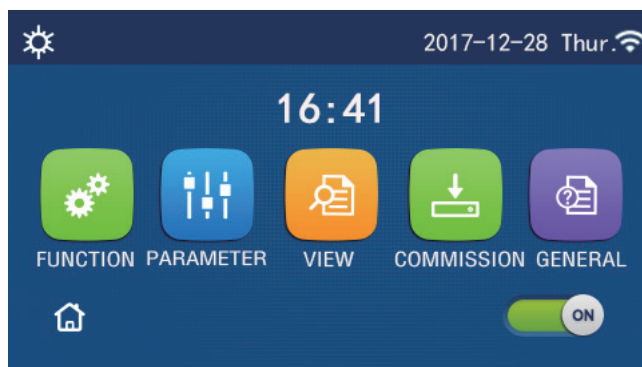 2017-12-28 Thur.
16:41
FUNCTION PARAMETER VIEW COMMISSION GENERAL
ON